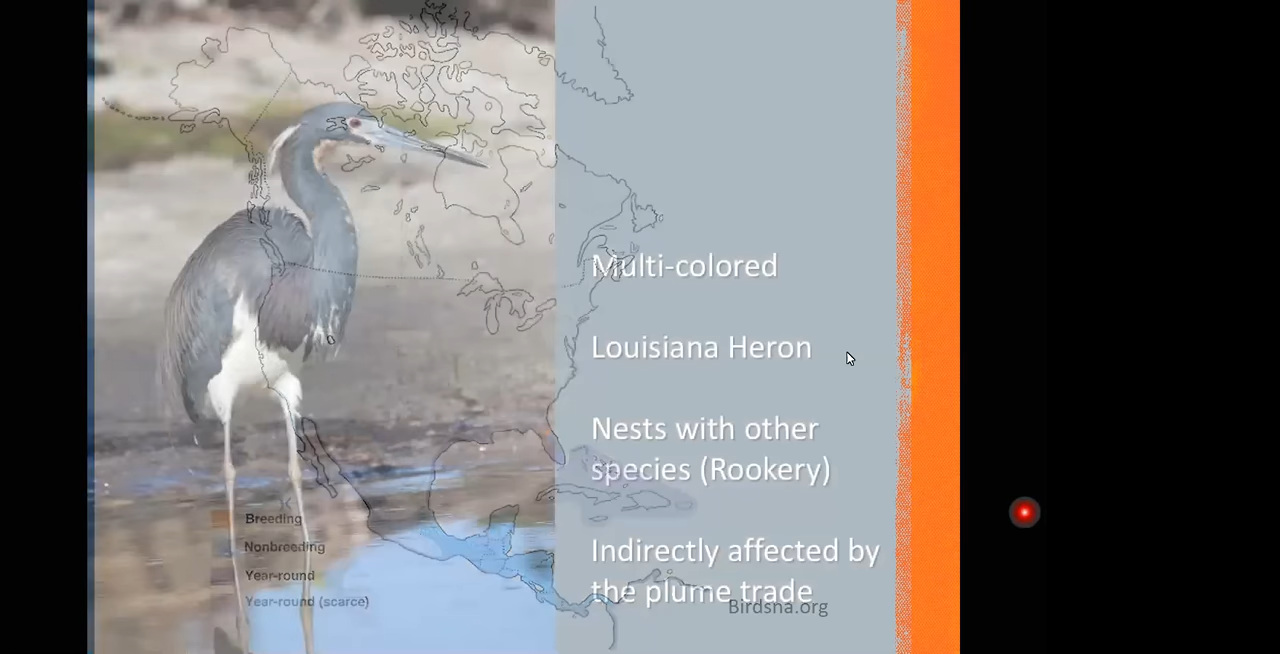 Multi-colored
Louisiana Heron
Nests with other
species (Rookery)
Indirectly affected by
the plume trade
Birdsna.org
Breeding
Nonbreeding
Year-round
Year-round (scarce)